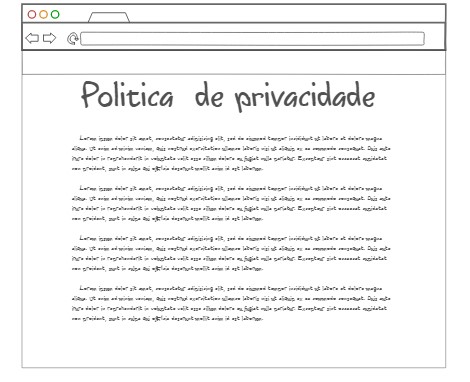 Politica de privacidade
Lorem ipsum dolor sit amet, consectetur adipisicing elit, sed do eiusmod tempor incididunt ut labore et dolore magna
aliqua. Ut enim ad minim veniam, quis nostrud exercitation ullamco laboris nisi ut aliquip ex ea commodo consequat. Duis aute
irure dolor in reprehenderit in voluptate velit esse cillum dolore eu fugiat nulla pariatur. Excepteur sint occaecat cupidatat
non proident, sunt in culpa qui officia deserunt mollit anim id est laborum.
Lorem ipsum dolor sit amet, consectetur adipisicing elit, sed do eiusmod tempor incididunt ut labore et dolore magna
aliqua. Ut enim ad minim veniam, quis nostrud exercitation ullamco laboris nisi ut aliquip ex ea commodo consequat. Duis aute
irure dolor in reprehenderit in voluptate velit esse cillum dolore eu fugiat nulla pariatur. Excepteur sint occaecat cupidatat
non proident, sunt in culpa qui officia deserunt mollit anim id est laborum.
Lorem ipsum dolor sit amet, consectetur adipisicing elit, sed do eiusmod tempor incididunt ut labore et dolore magna
aliqua. Ut enim ad minim veniam, quis nostrud exercitation ullamco laboris nisi ut aliquip ex ea commodo consequat. Duis aute
irure dolor in reprehenderit in voluptate velit esse cillum dolore eu fugiat nulla pariatur. Excepteur sint occaecat cupidatat
non proident, sunt in culpa qui officia deserunt mollit anim id est laborum.
Lorem ipsum dolor sit amet, consectetur adipisicing elit, sed do eiusmod tempor incididunt ut labore et dolore magna
aliqua. Ut enim ad minim veniam, quis nostrud exercitation ullamco laboris nisi ut aliquip ex ea commodo consequat. Duis aute
irure dolor in reprehenderit in voluptate velit esse cillum dolore eu fugiat nulla pariatur. Excepteur sint occaecat cupidatat
non proident, sunt in culpa qui officia deserunt mollit anim id est laborum.